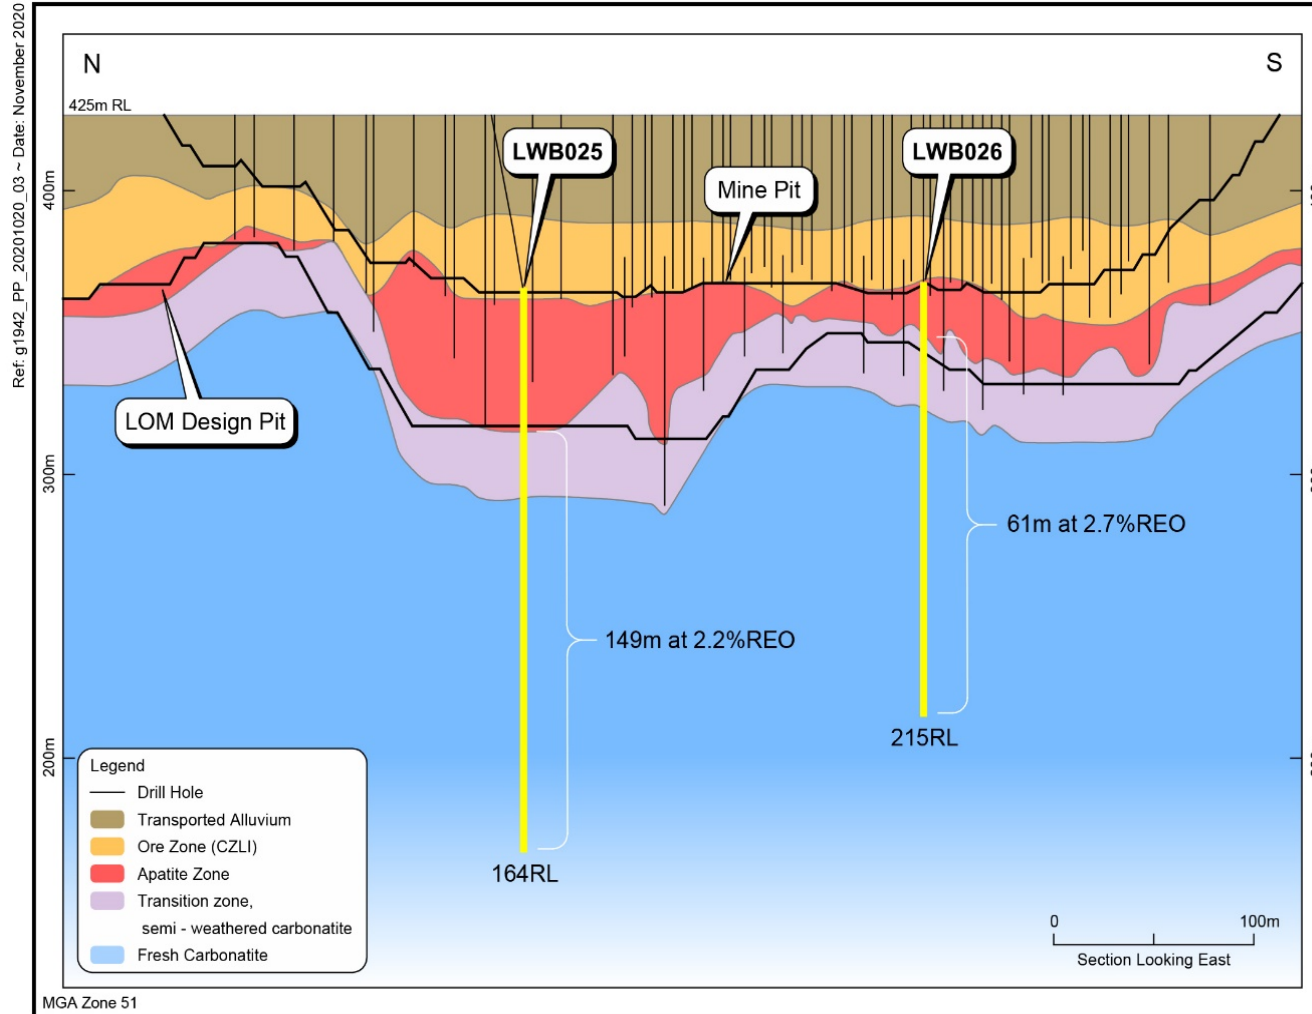 Ref: g1942_PP_20201020_03 ~ Date: November 2020
N
S
425m RL
LWB025
LWB026
Mine Pit
400m
LOM Design Pit
300m
61m at 2.7%REO
149m at 2.2%REO
215RL
200m
164RL
Legend
Drill Hole
Transported Alluvium
Ore Zone (CZLI)
Apatite Zone
Transition zone,
semi - weathered carbonatite
Fresh Carbonatite
0 100m
Section Looking East
MGA Zone 51